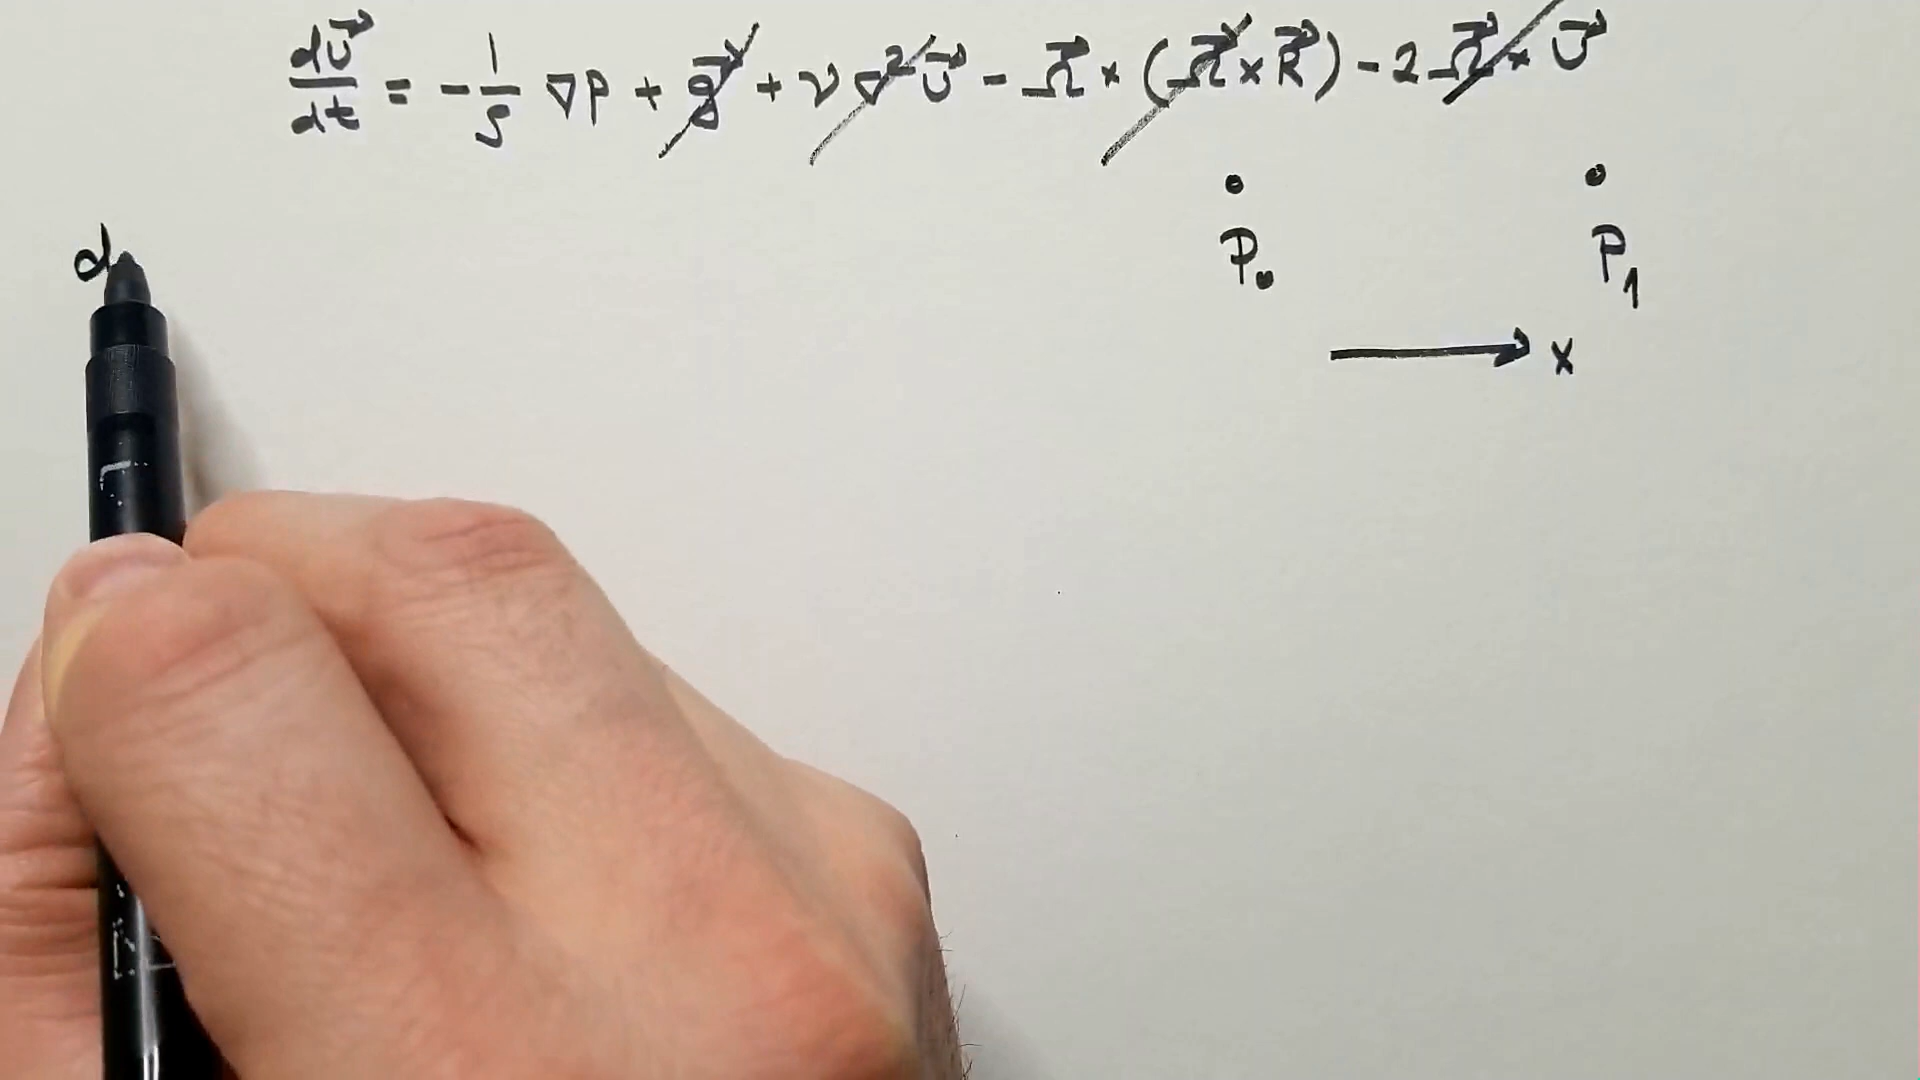 dv⃗/dt = -1/ρ ∇P + g⃗ + ν∇²v⃗ - Ω⃗ × (Ω⃗ × R⃗) - 2Ω⃗ × v⃗
P₀ P₁
x
d